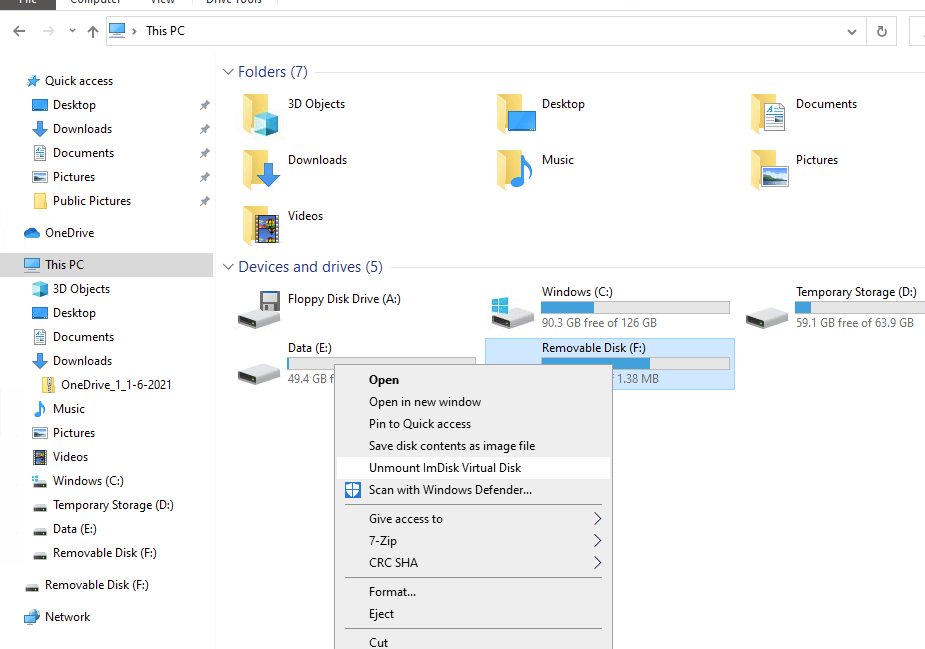 File Computer View Drive Tools
This PC
Quick access
Desktop
Downloads
Documents
Pictures
Public Pictures
OneDrive
This PC
3D Objects
Desktop
Documents
Downloads
OneDrive_1_1-6-2021
Music
Pictures
Videos
Windows (C:)
Temporary Storage (D:)
Data (E:)
Removable Disk (F:)
Removable Disk (F:)
Network
Folders (7)
3D Objects
Desktop
Documents
Downloads
Music
Pictures
Videos
Devices and drives (5)
Floppy Disk Drive (A:)
Windows (C:)
90.3 GB free of 126 GB
Temporary Storage (D:)
59.1 GB free of 63.9 GB
Data (E:)
49.4 GB f
Removable Disk (F:)
1.38 MB
Open
Open in new window
Pin to Quick access
Save disk contents as image file
Unmount ImDisk Virtual Disk
Scan with Windows Defender...
Give access to
7-Zip
CRC SHA
Format...
Eject
Cut